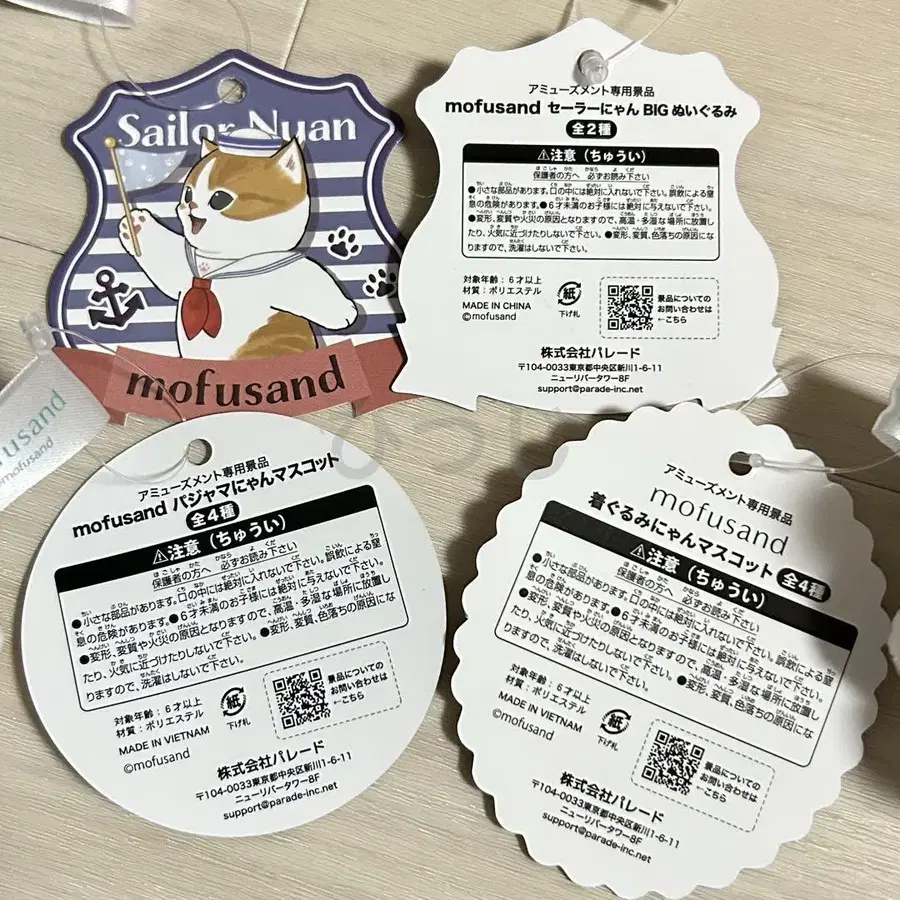 Sailor Nyan
mofusand
アミューズメント専用景品
mofusand セーラーにゃん BIG ぬいぐるみ
全2種
⚠注意(ちゅうい)
保護者の方へ 必ずお読み下さい
●小さな部品があります。口の中には絶対に入れないで下さい。誤飲による窒
息の危険があります。●6才未満のお子様には絶対に与えないで下さい。
●変形、変質や火災の原因となりますので、高温・多湿な場所に放置し
たり、火気に近づけたりしないで下さい。●変形、変質、色落ちの原因にな
りますので、洗濯はしないで下さい。
対象年齢:6才以上
材質:ポリエステル
MADE IN CHINA
©mofusand
紙
下げ札
景品についての
お問い合わせは
←こちら
株式会社パレード
〒104-0033東京都中央区新川1-6-11
ニューリバータワー8F
support@parade-inc.net
fusand
mofusand
アミューズメント専用景品
mofusand パジャマにゃんマスコット
全4種
⚠注意(ちゅうい)
保護者の方へ 必ずお読み下さい
●小さな部品があります。口の中には絶対に入れないで下さい。誤飲による窒
息の危険があります。●6才未満のお子様には絶対に与えないで下さい。
●変形、変質や火災の原因となりますので、高温・多湿な場所に放置し
たり、火気に近づけたりしないで下さい。●変形、変質、色落ちの原因にな
りますので、洗濯はしないで下さい。
対象年齢:6才以上
材質:ポリエステル
MADE IN VIETNAM
©mofusand
紙
下げ札
景品についての
お問い合わせは
←こちら
株式会社パレード
〒104-0033東京都中央区新川1-6-11
ニューリバータワー8F
support@parade-inc.net
アミューズメント専用景品
mofusand
着ぐるみにゃんマスコット 全4種
⚠注意(ちゅうい)
保護者の方へ 必ずお読み下さい
●小さな部品があります。口の中には絶対に入れないで下さい。誤飲による窒
息の危険があります。●6才未満のお子様には絶対に与えないで下さい。
●変形、変質や火災の原因となりますので、高温・多湿な場所に放置し
たり、火気に近づけたりしないで下さい。●変形、変質、色落ちの原因にな
りますので、洗濯はしないで下さい。
対象年齢:6才以上
材質:ポリエステル
MADE IN VIETNAM
©mofusand
紙
下げ札
景品についての
お問い合わせは
←こちら
株式会社パレード
〒104-0033東京都中央区新川1-6-11
ニューリバータワー8F
support@parade-inc.net